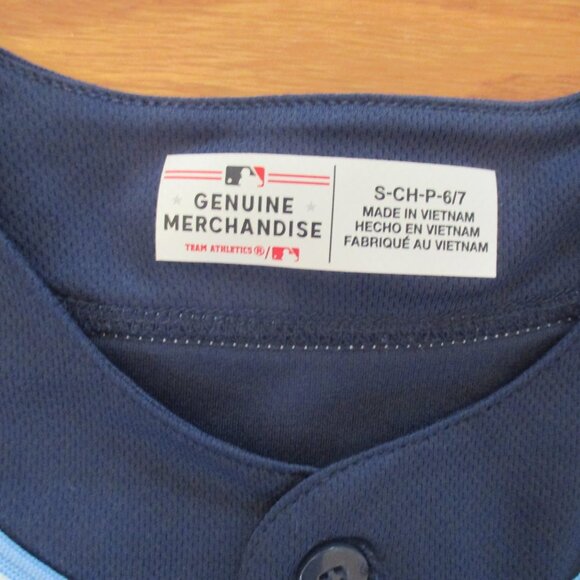 GENUINE
MERCHANDISE
TEAM ATHLETICS® /
S-CH-P-6/7
MADE IN VIETNAM
HECHO EN VIETNAM
FABRIQUÉ AU VIETNAM